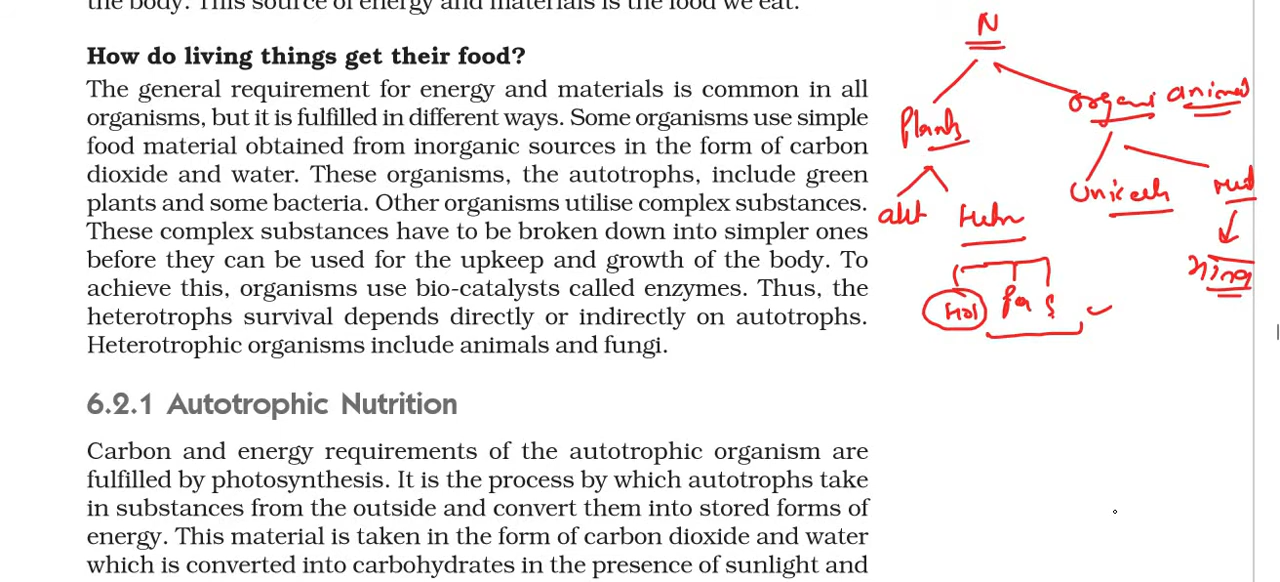 the body. This source of energy and materials is the food we eat.
How do living things get their food?
The general requirement for energy and materials is common in all
organisms, but it is fulfilled in different ways. Some organisms use simple
food material obtained from inorganic sources in the form of carbon
dioxide and water. These organisms, the autotrophs, include green
plants and some bacteria. Other organisms utilise complex substances.
These complex substances have to be broken down into simpler ones
before they can be used for the upkeep and growth of the body. To
achieve this, organisms use bio-catalysts called enzymes. Thus, the
heterotrophs survival depends directly or indirectly on autotrophs.
Heterotrophic organisms include animals and fungi.
6.2.1 Autotrophic Nutrition
Carbon and energy requirements of the autotrophic organism are
fulfilled by photosynthesis. It is the process by which autotrophs take
in substances from the outside and convert them into stored forms of
energy. This material is taken in the form of carbon dioxide and water
which is converted into carbohydrates in the presence of sunlight and
N
Plants
animal